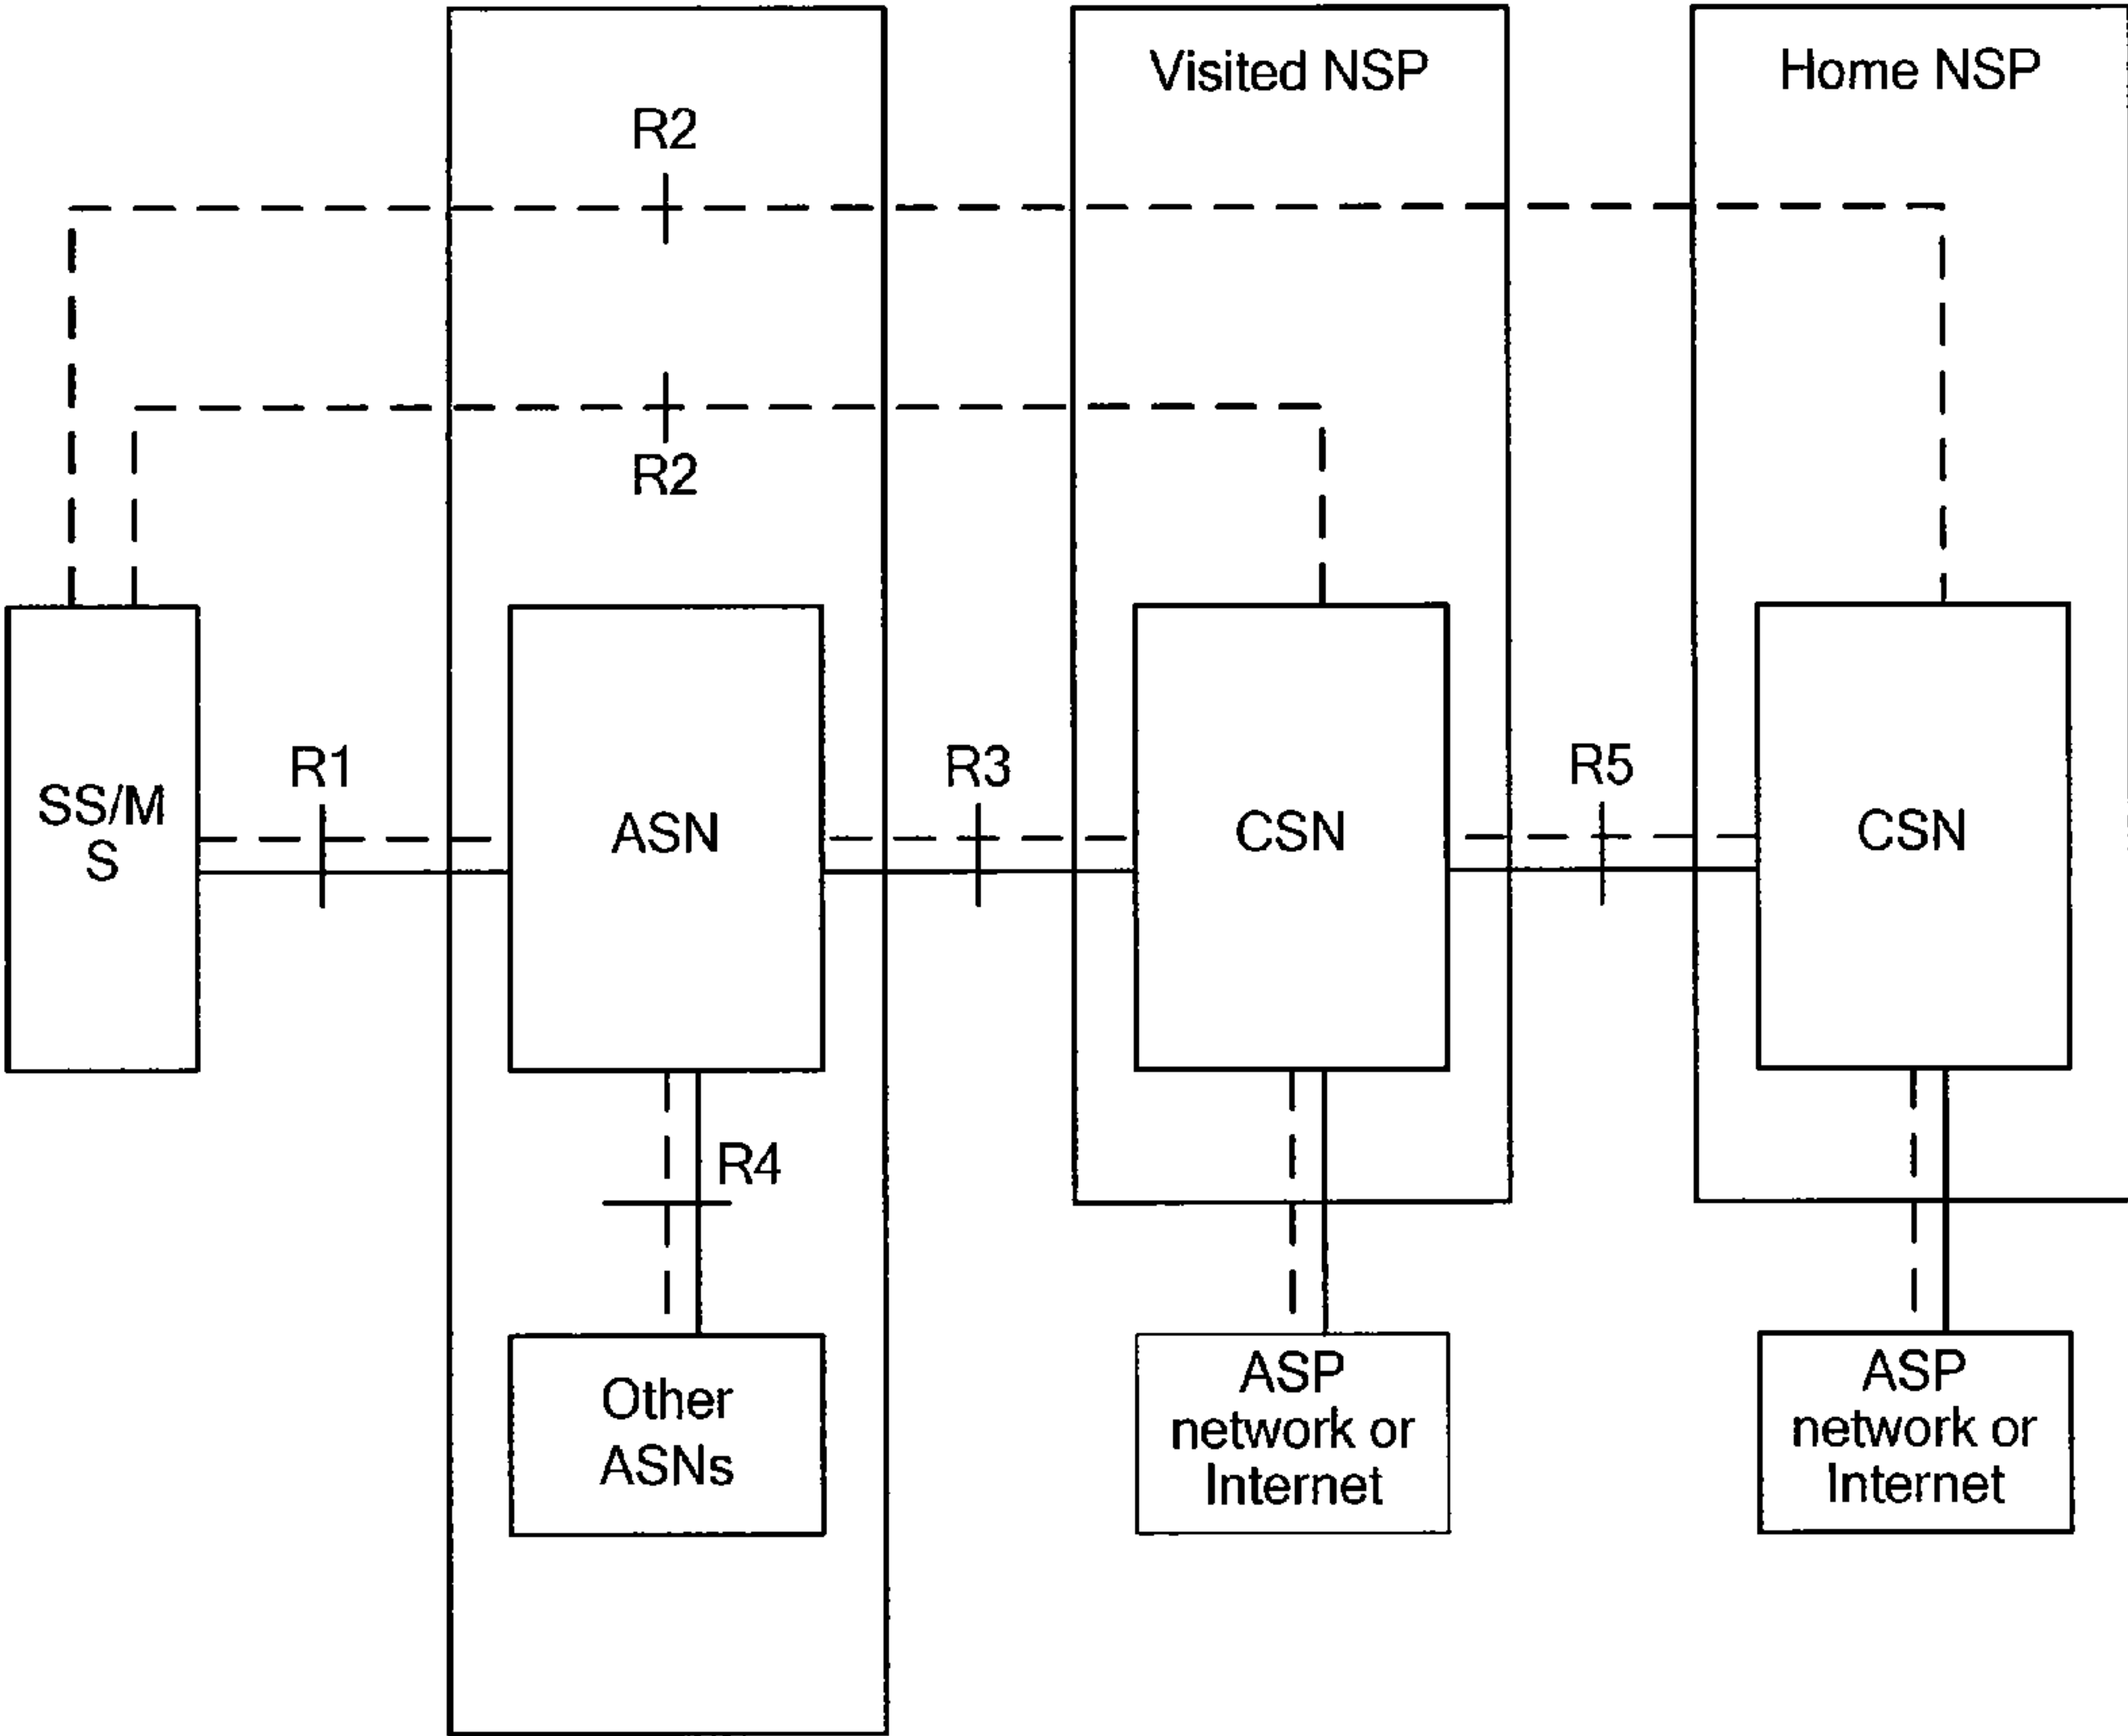 Visited NSP
Home NSP
R2
R2
R1
R3
R5
SS/M
S
ASN
CSN
CSN
R4
Other
ASNs
ASP
network or
Internet
ASP
network or
Internet